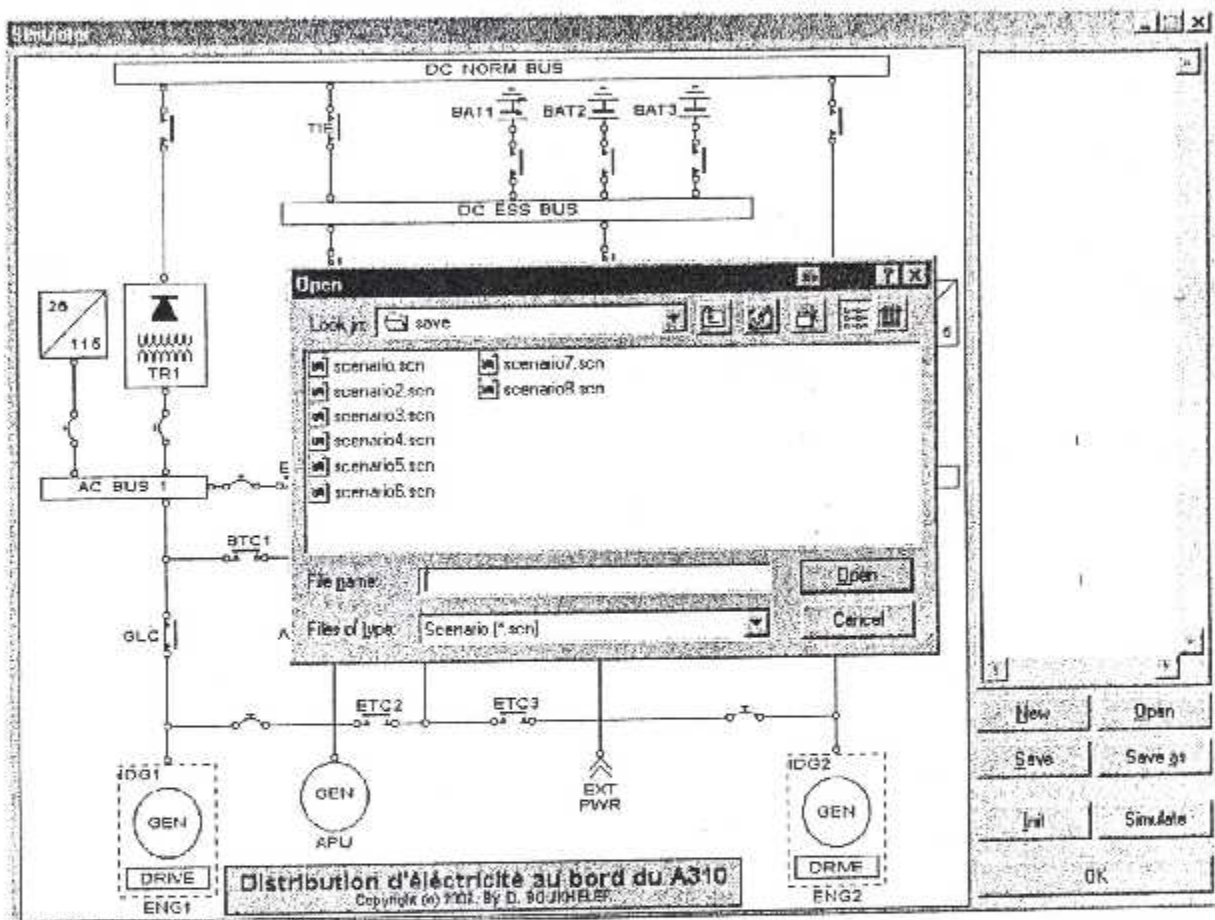 Simulator
DC NORM BUS
TIE
BAT1
BAT2
BAT3
DC ESS BUS
26
115
TR1
AC BUS 1
BTC1
GLC
Open
Look in:
save
scenario.scn
scenario2.scn
scenario3.scn
scenario4.scn
scenario5.scn
scenario6.scn
scenario7.scn
scenario8.scn
File name:
Open
Files of type:
Scenario (*.scn)
Cancel
ETC2
ETC3
IDG1
GEN
DRIVE
ENG1
GEN
APU
EXT
PWR
IDG2
GEN
DRIVE
ENG2
Distribution d'éléctricité au bord du A310
New
Open
Save
Save as
Init
Simulate
OK